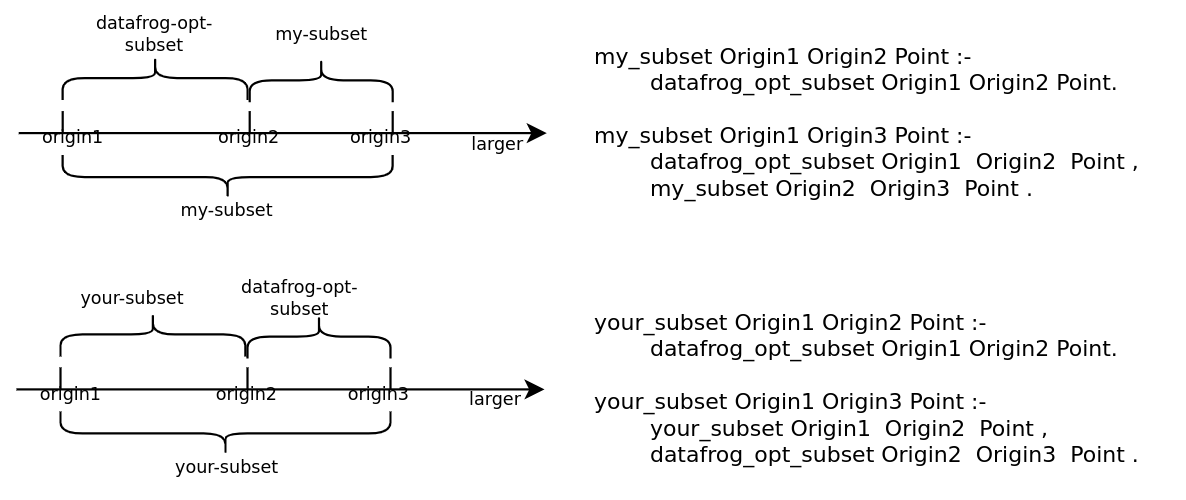 datafrog-opt-
subset
my-subset
origin1
origin2
origin3
larger
my-subset
my_subset Origin1 Origin2 Point :-
datafrog_opt_subset Origin1 Origin2 Point.
my_subset Origin1 Origin3 Point :-
datafrog_opt_subset Origin1  Origin2  Point ,
my_subset Origin2  Origin3  Point .
your-subset
datafrog-opt-
subset
origin1
origin2
origin3
larger
your-subset
your_subset Origin1 Origin2 Point :-
datafrog_opt_subset Origin1 Origin2 Point.
your_subset Origin1 Origin3 Point :-
your_subset Origin1  Origin2  Point ,
datafrog_opt_subset Origin2  Origin3  Point .